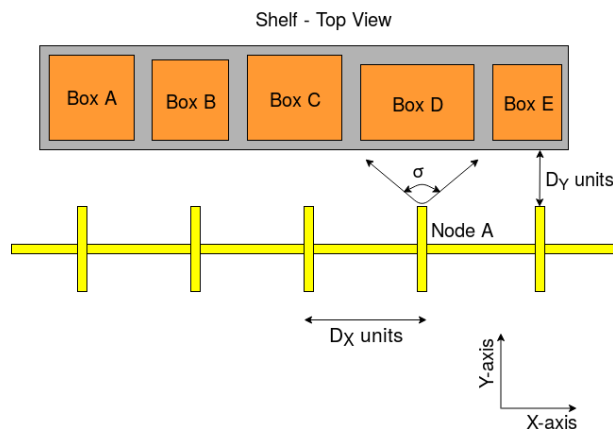 Shelf - Top View
Box A
Box B
Box C
Box D
Box E
σ
DY units
Node A
DX units
Y-axis
X-axis